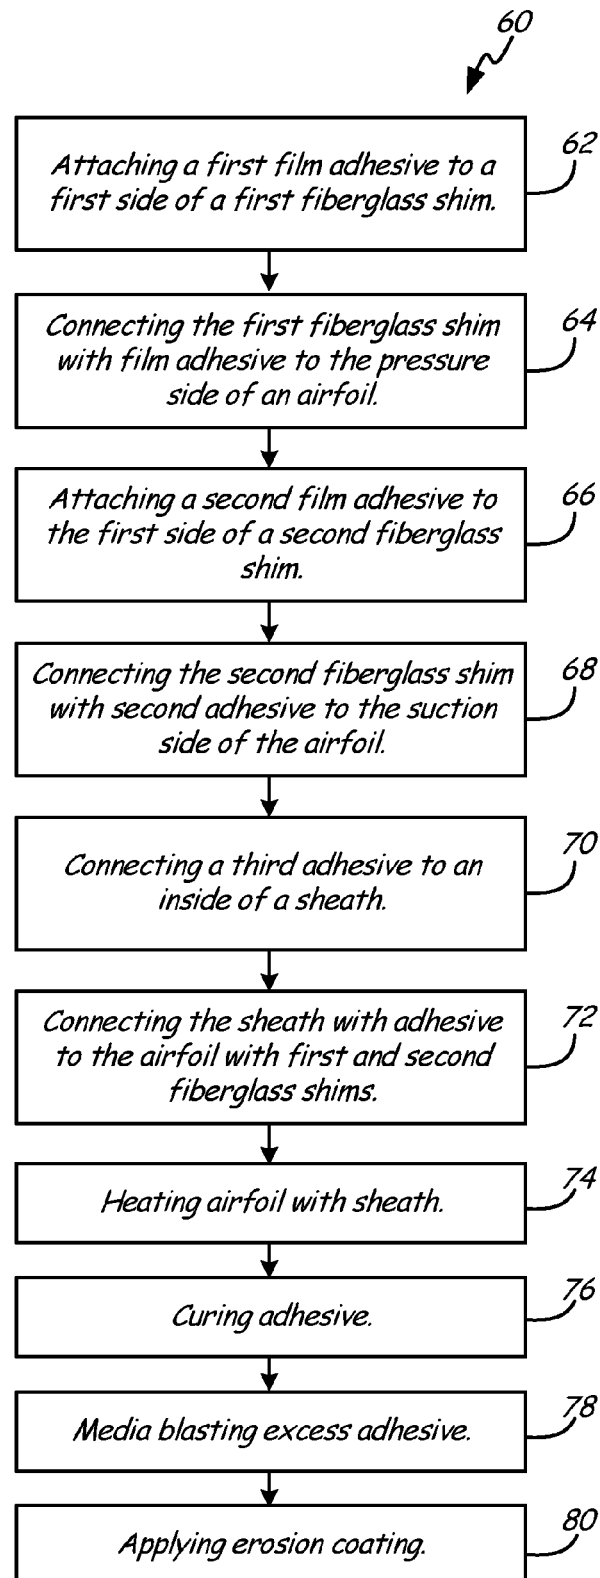 60
Attaching a first film adhesive to a
first side of a first fiberglass shim.
62
Connecting the first fiberglass shim
with film adhesive to the pressure
side of an airfoil.
64
Attaching a second film adhesive to
the first side of a second fiberglass
shim.
66
Connecting the second fiberglass shim
with second adhesive to the suction
side of the airfoil.
68
Connecting a third adhesive to an
inside of a sheath.
70
Connecting the sheath with adhesive
to the airfoil with first and second
fiberglass shims.
72
Heating airfoil with sheath.
74
Curing adhesive.
76
Media blasting excess adhesive.
78
Applying erosion coating.
80